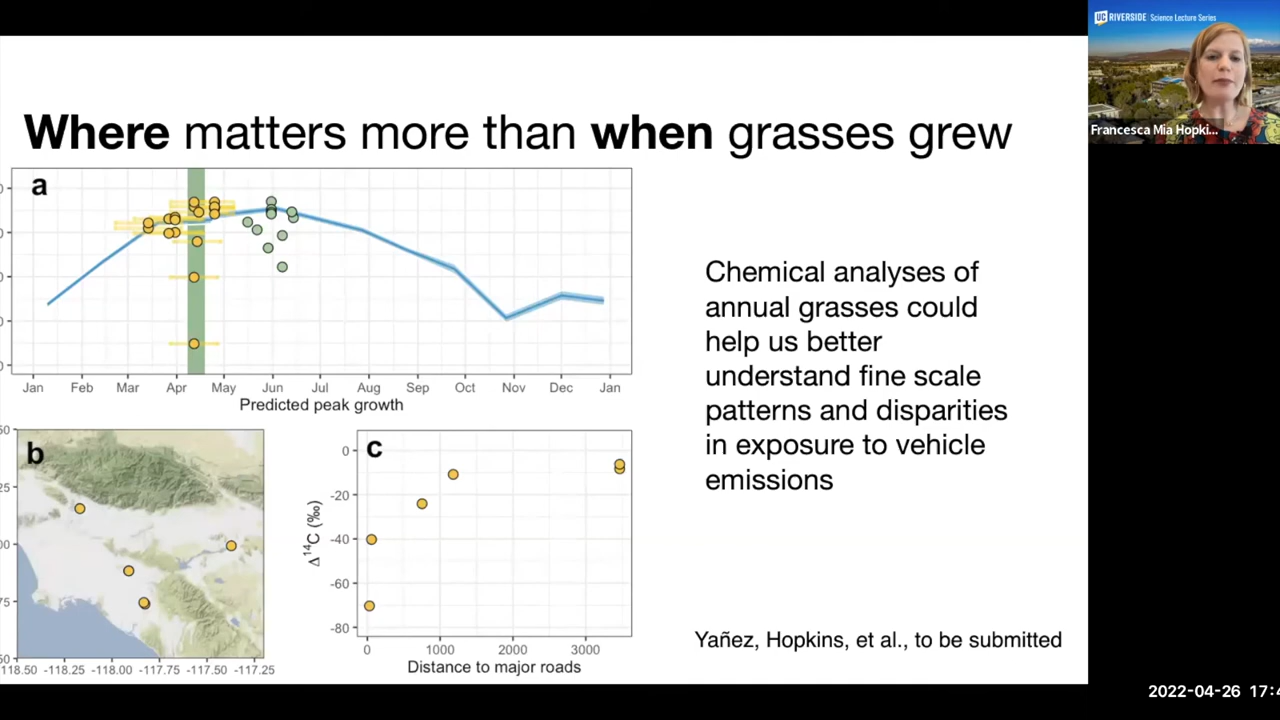 UC RIVERSIDE Science Lecture Series
Francesca Mia Hopki...
Where matters more than when grasses grew
a
Jan Feb Mar Apr May Jun Jul Aug Sep Oct Nov Dec Jan
Predicted peak growth
b
-118.25 -118.00 -117.75 -117.50 -117.25
c
0
-20
-40
-60
-80
Δ¹⁴C (‰)
0 1000 2000 3000
Distance to major roads
Chemical analyses of
annual grasses could
help us better
understand fine scale
patterns and disparities
in exposure to vehicle
emissions
Yañez, Hopkins, et al., to be submitted
2022-04-26 17:4